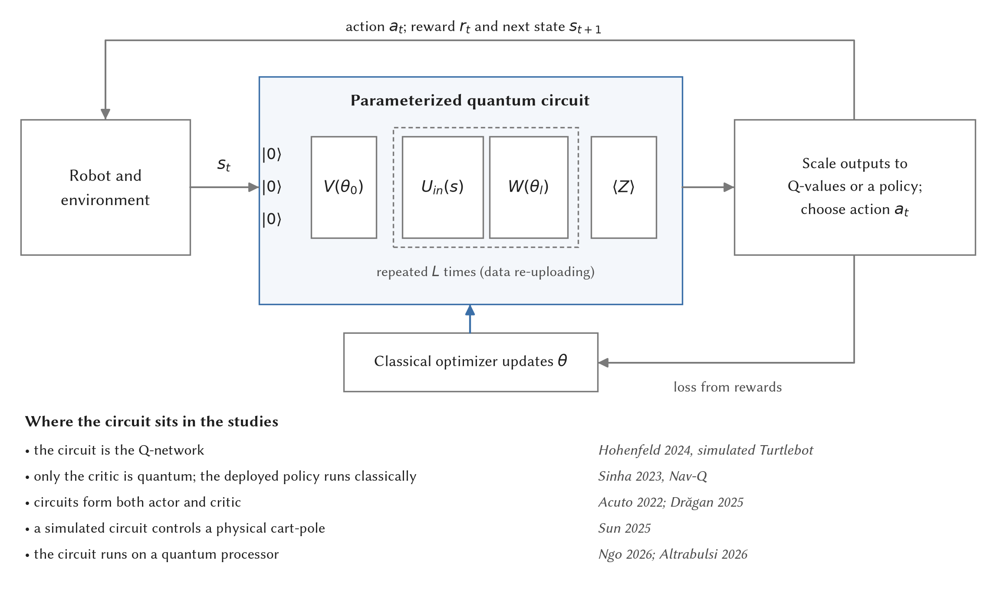 action a_t; reward r_t and next state s_{t+1}
Parameterized quantum circuit
Robot and
environment
s_t
|0⟩
|0⟩
|0⟩
V(θ_0)
U_{in}(s)
W(θ_l)
⟨Z⟩
repeated L times (data re-uploading)
Scale outputs to
Q-values or a policy;
choose action a_t
Classical optimizer updates θ
loss from rewards
Where the circuit sits in the studies
• the circuit is the Q-network Hohenfeld 2024, simulated Turtlebot
• only the critic is quantum; the deployed policy runs classically Sinha 2023, Nav-Q
• circuits form both actor and critic Acuto 2022; Drăgan 2025
• a simulated circuit controls a physical cart-pole Sun 2025
• the circuit runs on a quantum processor Ngo 2026; Altrabulsi 2026